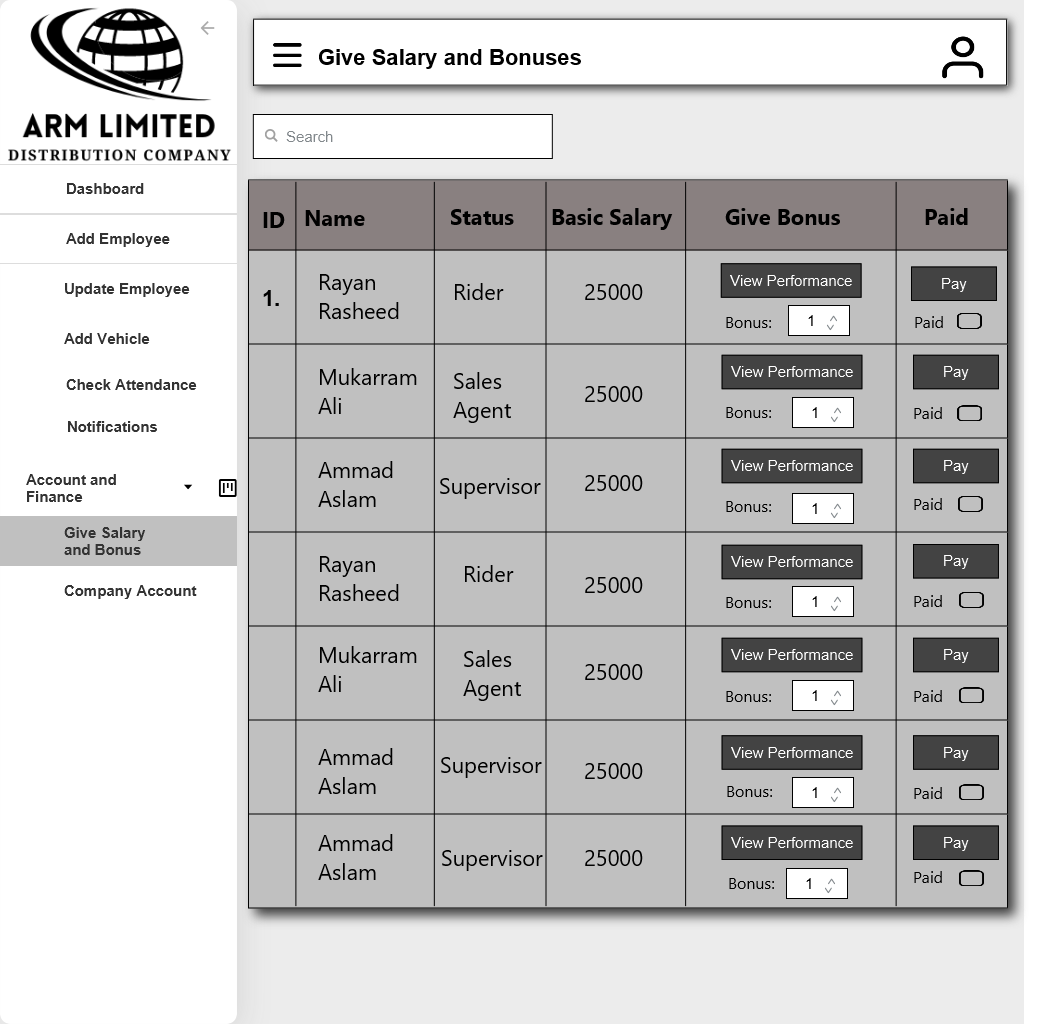 ARM LIMITED
DISTRIBUTION COMPANY
Dashboard
Add Employee
Update Employee
Add Vehicle
Check Attendance
Notifications
Account and
Finance
Give Salary
and Bonus
Company Account
Give Salary and Bonuses
Search
ID Name Status Basic Salary Give Bonus Paid
1. Rayan
Rasheed
Rider
25000
View Performance
Bonus: 1
Pay
Paid
Mukarram
Ali
Sales
Agent
25000
View Performance
Bonus: 1
Pay
Paid
Ammad
Aslam
Supervisor
25000
View Performance
Bonus: 1
Pay
Paid
Rayan
Rasheed
Rider
25000
View Performance
Bonus: 1
Pay
Paid
Mukarram
Ali
Sales
Agent
25000
View Performance
Bonus: 1
Pay
Paid
Ammad
Aslam
Supervisor
25000
View Performance
Bonus: 1
Pay
Paid
Ammad
Aslam
Supervisor
25000
View Performance
Bonus: 1
Pay
Paid